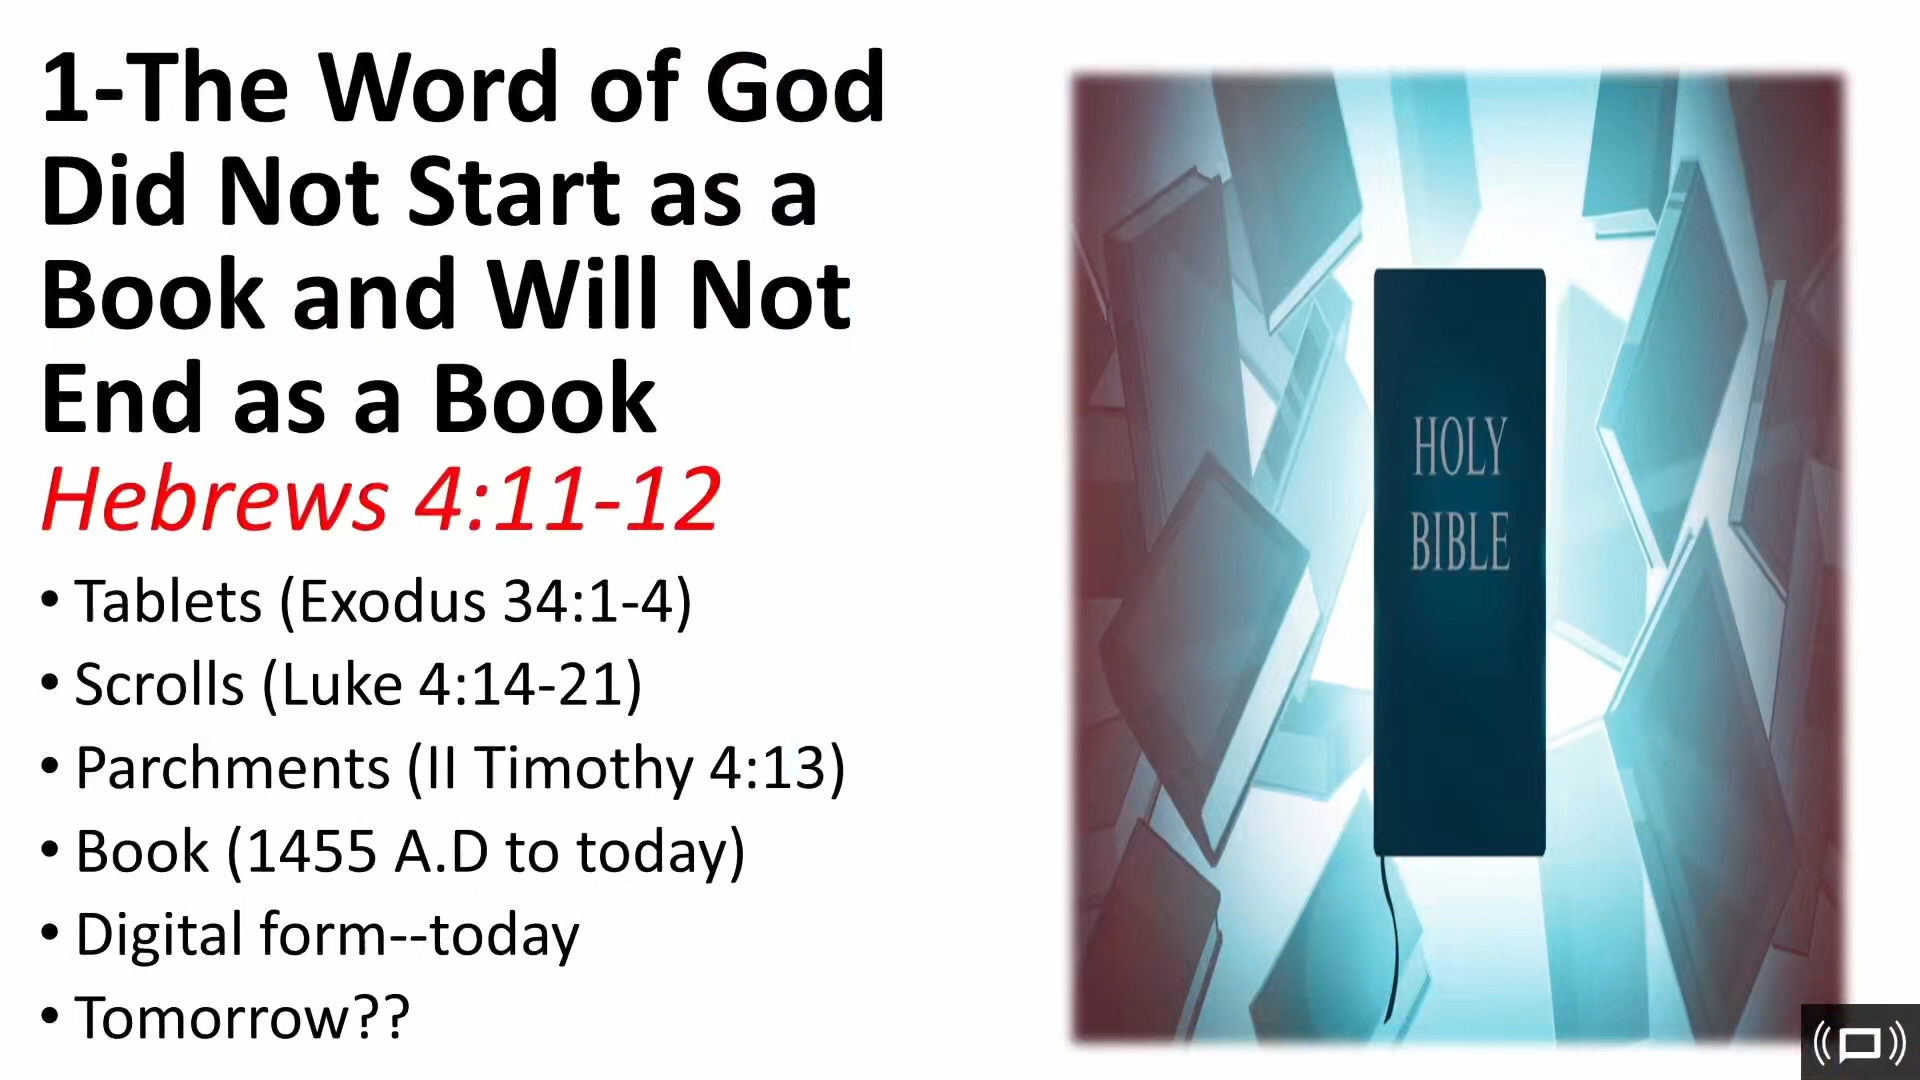 1-The Word of God
Did Not Start as a
Book and Will Not
End as a Book
Hebrews 4:11-12
• Tablets (Exodus 34:1-4)
• Scrolls (Luke 4:14-21)
• Parchments (II Timothy 4:13)
• Book (1455 A.D to today)
• Digital form--today
• Tomorrow??
HOLY
BIBLE